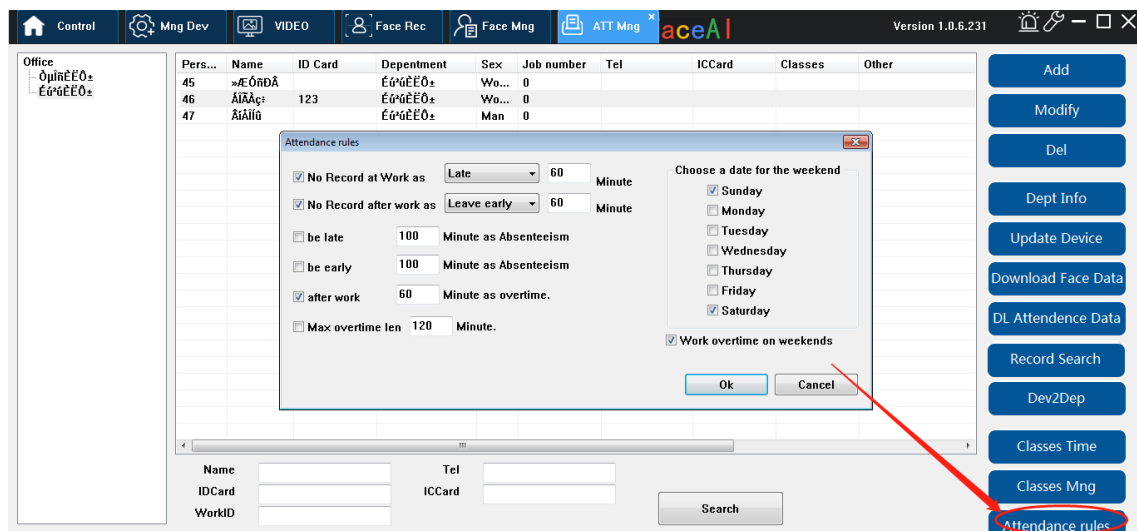 Control Mng Dev VIDEO Face Rec Face Mng ATT Mng × aceAI Version 1.0.6.231
Office
ÒµÎñÈËÔ±
Éú²úÈËÔ±
Pers... Name ID Card Depentment Sex Job number Tel ICCard Classes Other
45 »ÆÓñÐÂ Éú²úÈËÔ± Wo... 0
46 123 Éú²úÈËÔ± Wo... 0
47 Éú²úÈËÔ± Man 0
Attendance rules
No Record at Work as Late 60 Minute
No Record after work as Leave early 60 Minute
be late 100 Minute as Absenteeism
be early 100 Minute as Absenteeism
after work 60 Minute as overtime.
Max overtime len 120 Minute.
Choose a date for the weekend
Sunday
Monday
Tuesday
Wednesday
Thursday
Friday
Saturday
Work overtime on weekends
Ok Cancel
Name Tel
IDCard ICCard
WorkID
Search
Add
Modify
Del
Dept Info
Update Device
Download Face Data
DL Attendence Data
Record Search
Dev2Dep
Classes Time
Classes Mng
Attendance rules